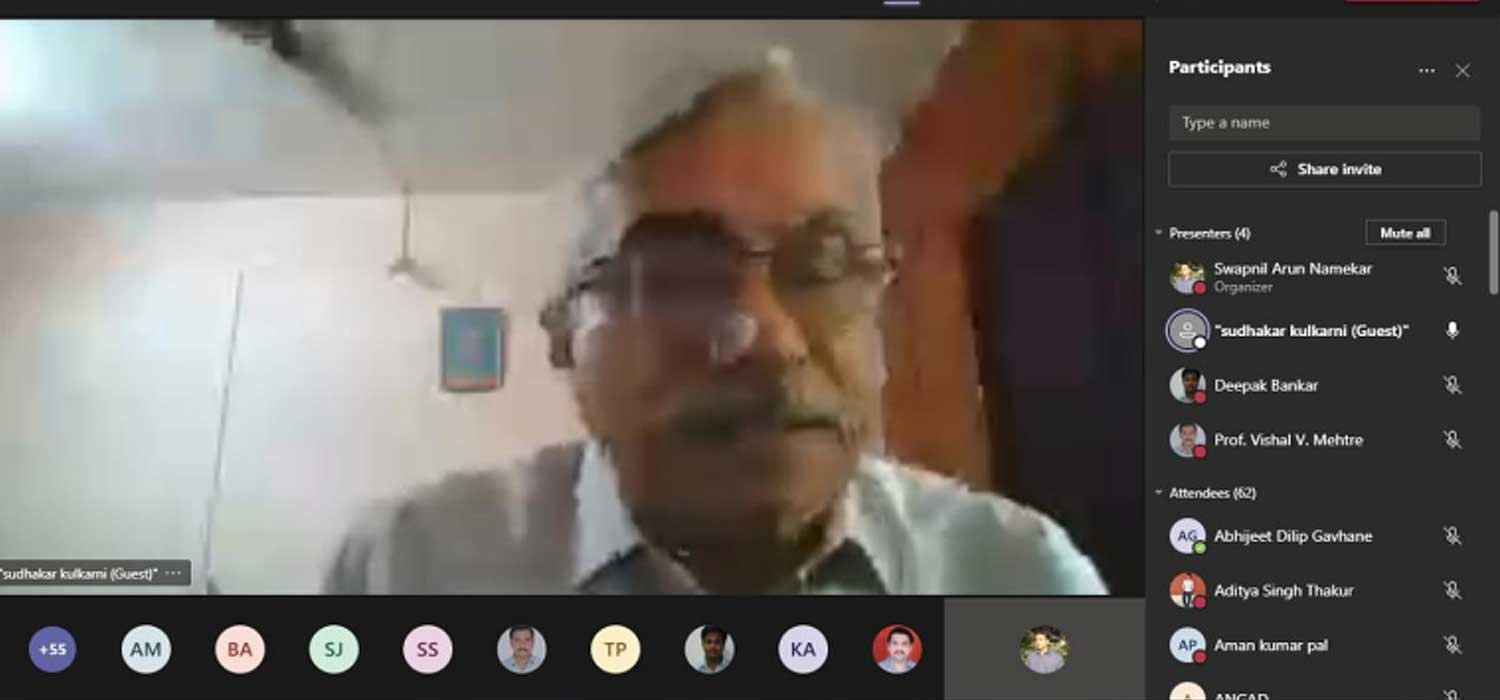 Participants
Type a name
Share invite
Presenters (4)
Mute all
Swapnil Arun Namekar
Organizer
"sudhakar kulkarni (Guest)"
Deepak Bankar
Prof. Vishal V. Mehtre
Attendees (62)
AG
Abhijeet Dilip Gavhane
Aditya Singh Thakur
AP
Aman kumar pal
A
ANGAD
"sudhakar kulkarni (Guest)" ...
+55
AM
BA
SJ
SS
TP
KA